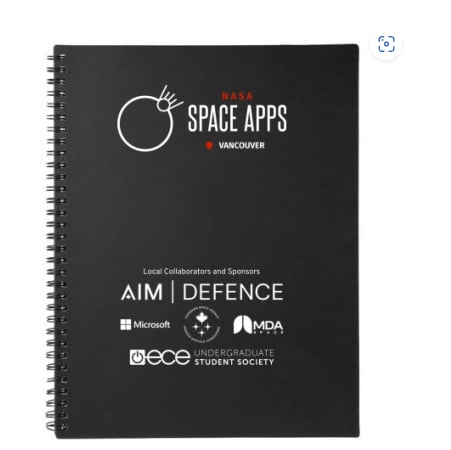 NASA
SPACE APPS
VANCOUVER
Local Collaborators and Sponsors
AIM | DEFENCE
Microsoft
MDA
SPACE
ece UNDERGRADUATE
STUDENT SOCIETY